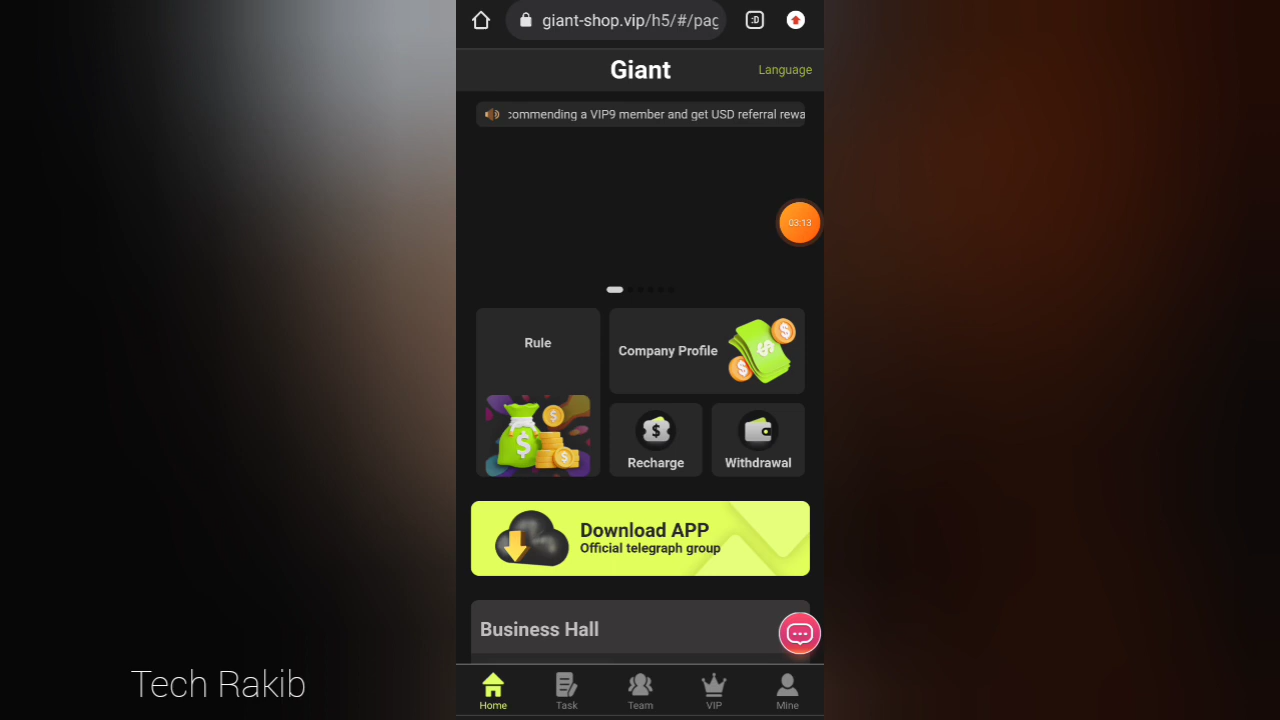 giant-shop.vip/h5/#/pag
:D
Giant
Language
commending a VIP9 member and get USD referral rewa
03:13
Rule
Company Profile
Recharge
Withdrawal
Download APP
Official telegraph group
Business Hall
Tech Rakib
Home
Task
Team
VIP
Mine